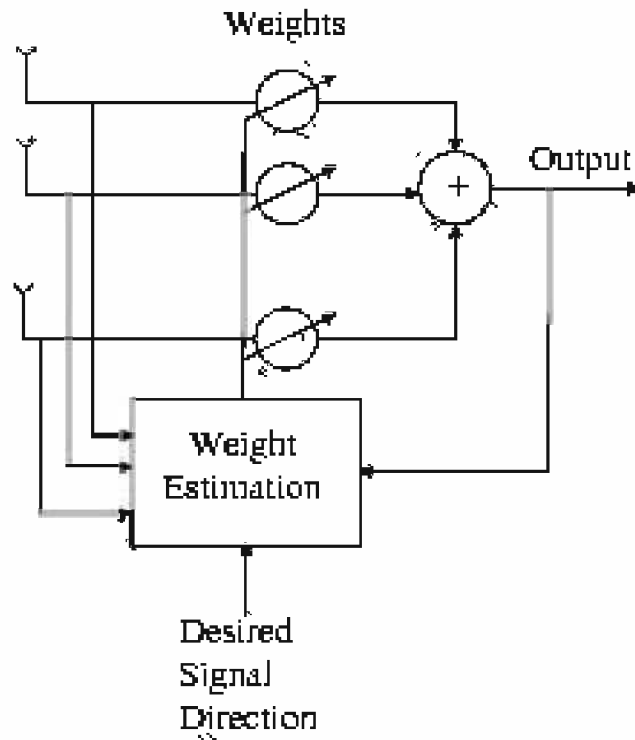 Weights
Output
+
Weight
Estimation
Desired
Signal
Direction